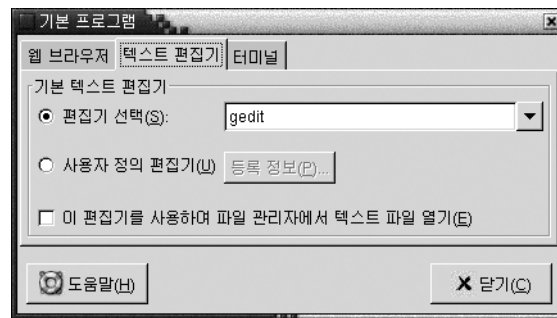 기본 프로그램
웹 브라우저 텍스트 편집기 터미널
기본 텍스트 편집기
편집기 선택(S): gedit
사용자 정의 편집기(U) 등록 정보(P)...
이 편집기를 사용하여 파일 관리자에서 텍스트 파일 열기(E)
도움말(H) 닫기(C)